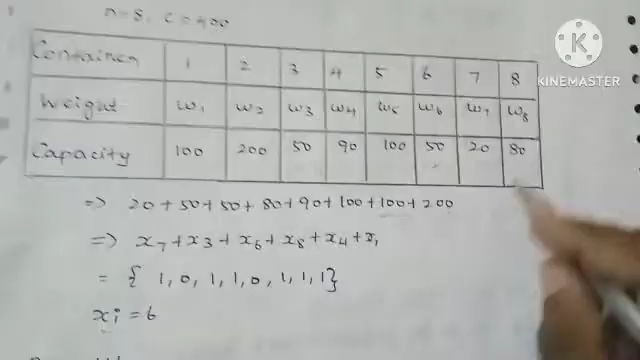 n=8, c=400
KINEMASTER
Container 1 2 3 4 5 6 7 8
Weight w₁ w₂ w₃ w₄ w₅ w₆ w₇ w₈
Capacity 100 200 50 90 100 50 20 80
=> 20+50+50+80+90+100+100+200
=> x₇+x₃+x₆+x₈+x₄+x₁
= { 1, 0, 1, 1, 0, 1, 1, 1}
xi = 6